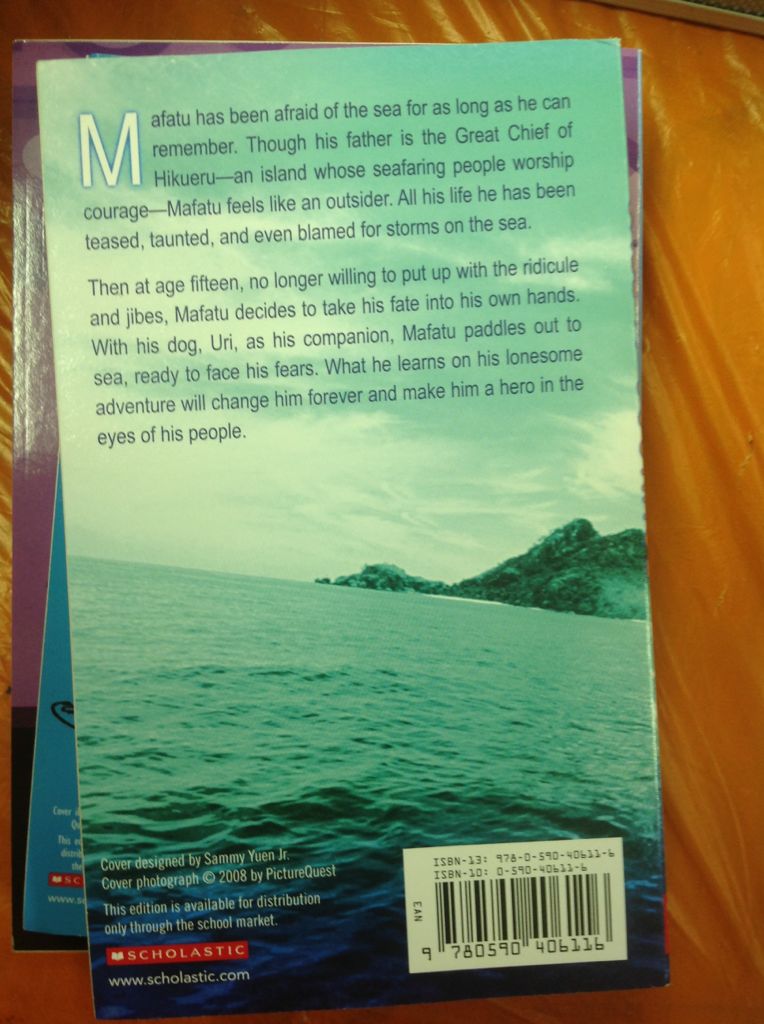 Mafatu has been afraid of the sea for as long as he can
remember. Though his father is the Great Chief of
Hikueru—an island whose seafaring people worship
courage—Mafatu feels like an outsider. All his life he has been
teased, taunted, and even blamed for storms on the sea.
Then at age fifteen, no longer willing to put up with the ridicule
and jibes, Mafatu decides to take his fate into his own hands.
With his dog, Uri, as his companion, Mafatu paddles out to
sea, ready to face his fears. What he learns on his lonesome
adventure will change him forever and make him a hero in the
eyes of his people.
Cover designed by Sammy Yuen Jr.
Cover photograph © 2008 by PictureQuest
This edition is available for distribution
only through the school market.
SCHOLASTIC
www.scholastic.com
ISBN-13: 978-0-590-40611-6
ISBN-10: 0-590-40611-6
EAN
9 780590 406116
Cover
This
SC